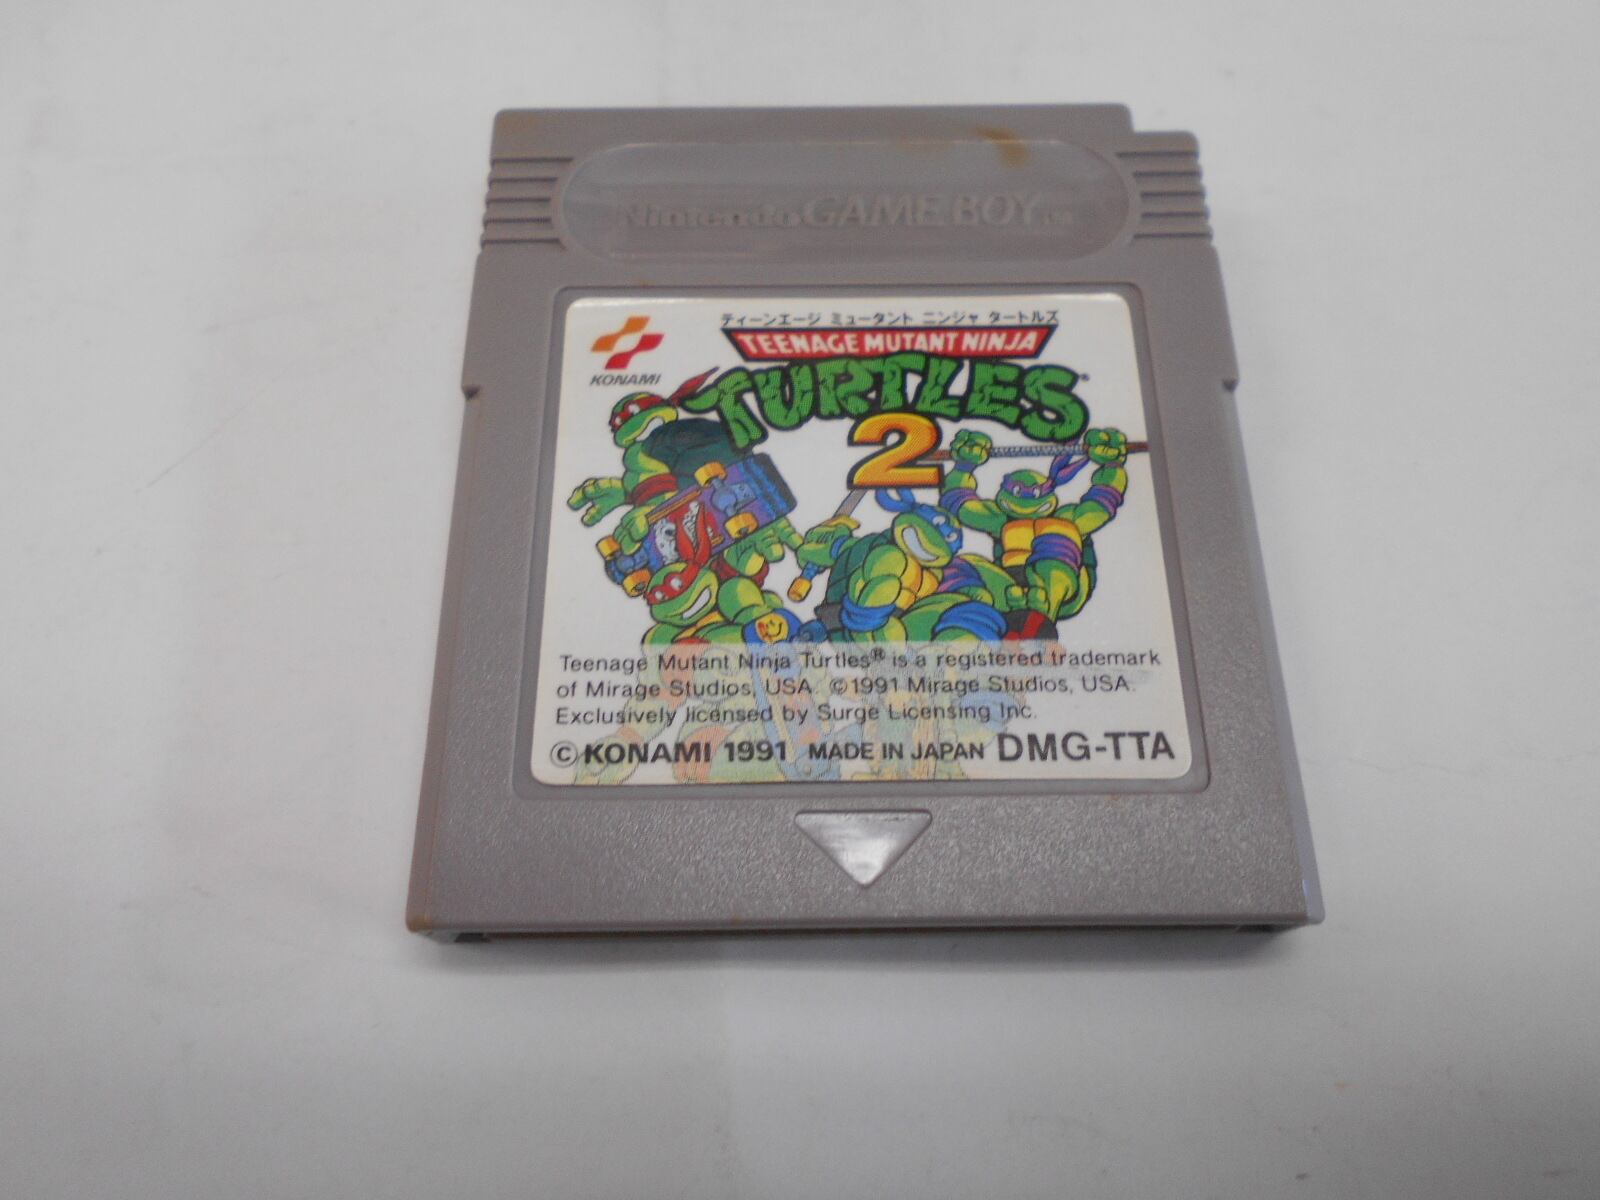 Nintendo GAME BOY TM
ティーンエージ ミュータント ニンジャ タートルズ
TEENAGE MUTANT NINJA
TURTLES
2
KONAMI
Teenage Mutant Ninja Turtles® is a registered trademark
of Mirage Studios, USA. ©1991 Mirage Studios, USA.
Exclusively licensed by Surge Licensing Inc.
© KONAMI 1991 MADE IN JAPAN DMG-TTA